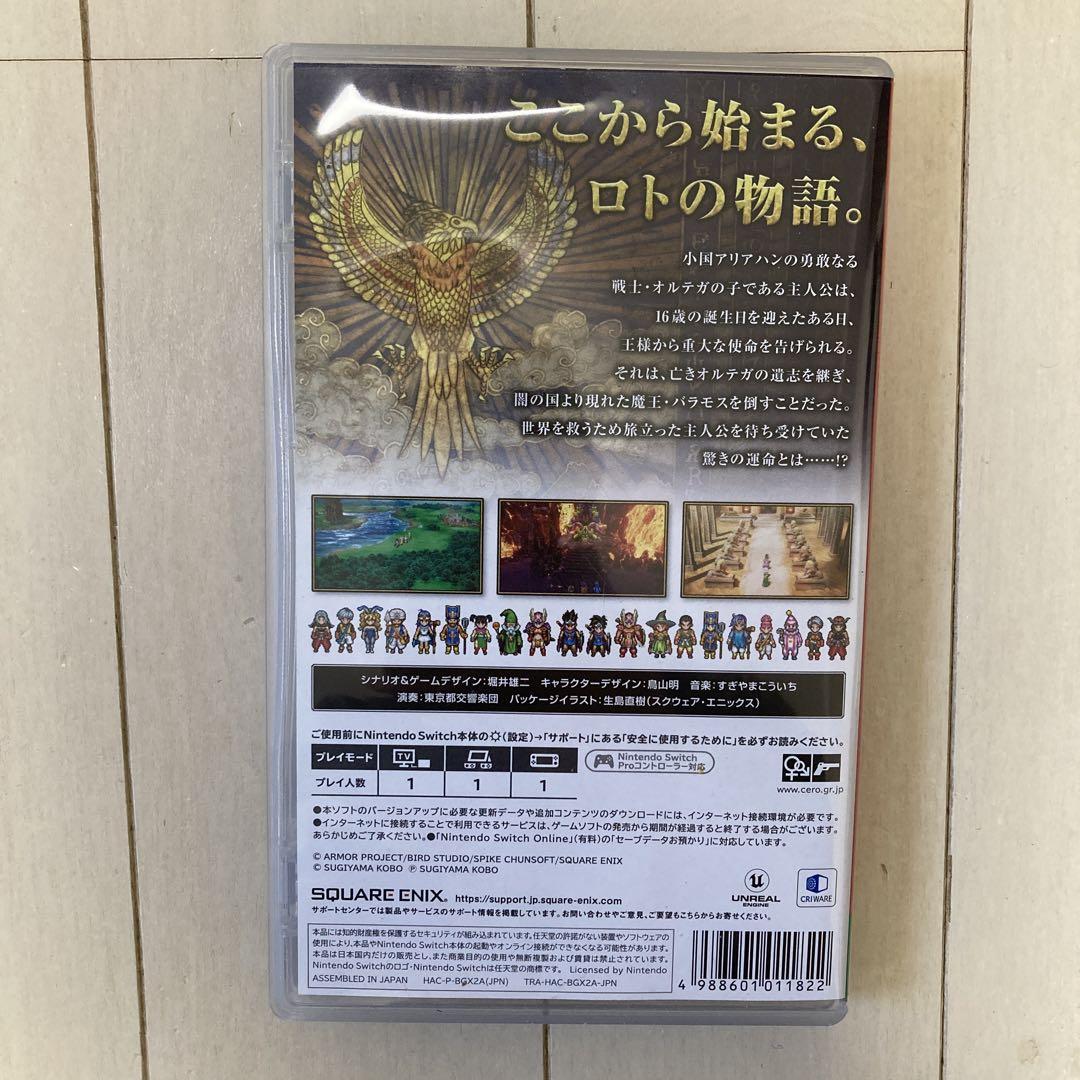 ここから始まる、
ロトの物語。
小国アリアハンの勇敢なる
戦士・オルテガの子である主人公は、
16歳の誕生日を迎えたある日、
王様から重大な使命を告げられる。
それは、亡きオルテガの遺志を継ぎ、
闇の国より現れた魔王・バラモスを倒すことだった。
世界を救うため旅立った主人公を待ち受けていた
驚きの運命とは……!?
シナリオ&ゲームデザイン:堀井雄二 キャラクターデザイン:鳥山明 音楽:すぎやまこういち
演奏:東京都交響楽団 パッケージイラスト:生島直樹(スクウェア・エニックス)
ご使用前にNintendo Switch本体の(設定)→「サポート」にある「安全に使用するために」を必ずお読みください。
プレイモード TV
プレイ人数 1 1 1
Nintendo Switch
Proコントローラー対応
www.cero.gr.jp
●本ソフトのバージョンアップに必要な更新データや追加コンテンツのダウンロードには、インターネット接続環境が必要です。
●インターネットに接続することで利用できるサービスは、ゲームソフトの発売から期間が経過すると終了する場合がございます。
あらかじめご了承ください。●「Nintendo Switch Online」(有料)の「セーブデータお預かり」に対応しています。
© ARMOR PROJECT/BIRD STUDIO/SPIKE CHUNSOFT/SQUARE ENIX
© SUGIYAMA KOBO ℗ SUGIYAMA KOBO
SQUARE ENIX. https://support.jp.square-enix.com
サポートセンターでは製品やサービスのサポート情報を掲載しています。お問い合わせやご意見、ご要望もこちらからお寄せください。
UNREAL
ENGINE
CRIWARE
本品には知的財産権を保護するセキュリティが組み込まれています。任天堂の許諾がない装置やソフトウェアの
使用により、本品やNintendo Switch本体の起動やオンライン接続ができなくなる可能性があります。
本品は日本国内だけの販売とし、また商業目的の使用や無断複製および賃貸は禁止されています。
Nintendo Switchのロゴ・Nintendo Switchは任天堂の商標です。 Licensed by Nintendo
ASSEMBLED IN JAPAN HAC-P-BGX2A(JPN) TRA-HAC-BGX2A-JPN
4 988601 011822